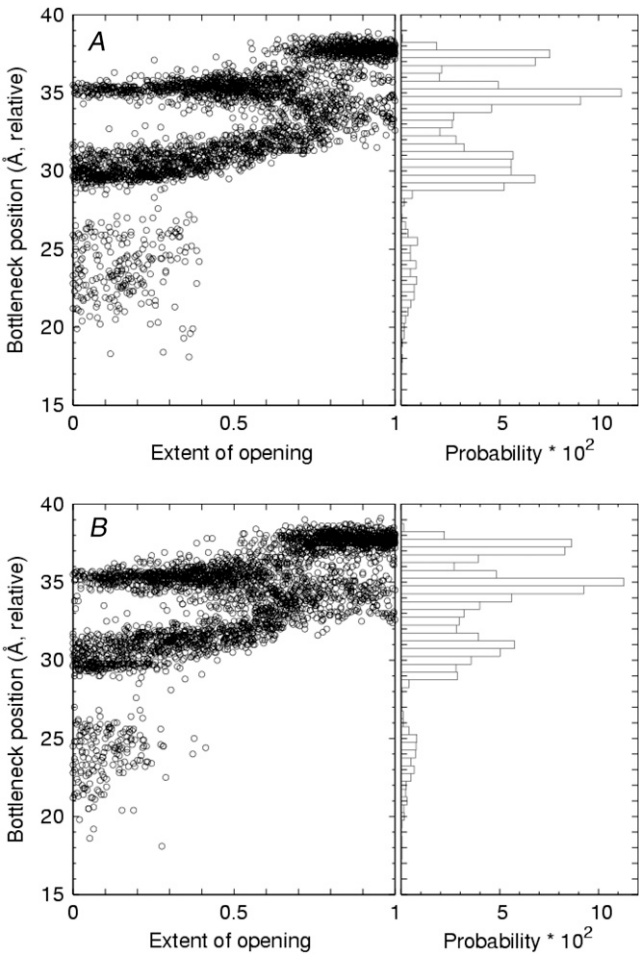 A
40
35
30
25
20
15
Bottleneck position (Å, relative)
0 0.5 1
5 10
Extent of opening
Probability * 10²
B
40
35
30
25
20
15
Bottleneck position (Å, relative)
0 0.5 1
5 10
Extent of opening
Probability * 10²